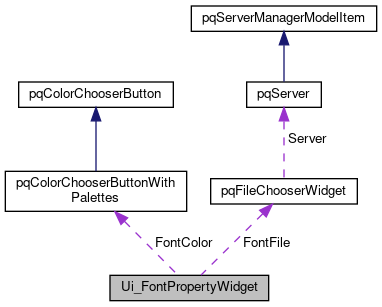 pqServerManagerModelItem
pqColorChooserButton
pqServer
Server
pqColorChooserButtonWith
Palettes
pqFileChooserWidget
FontColor
FontFile
Ui_FontPropertyWidget